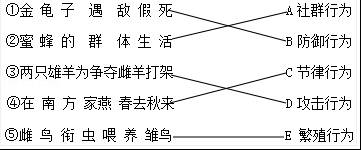 ①金龟子遇敌假死 A社群行为
②蜜蜂的群体生活 B防御行为
③两只雄羊为争夺雌羊打架 C节律行为
④在南方家燕春去秋来 D攻击行为
⑤雌鸟衔虫喂养雏鸟 E繁殖行为